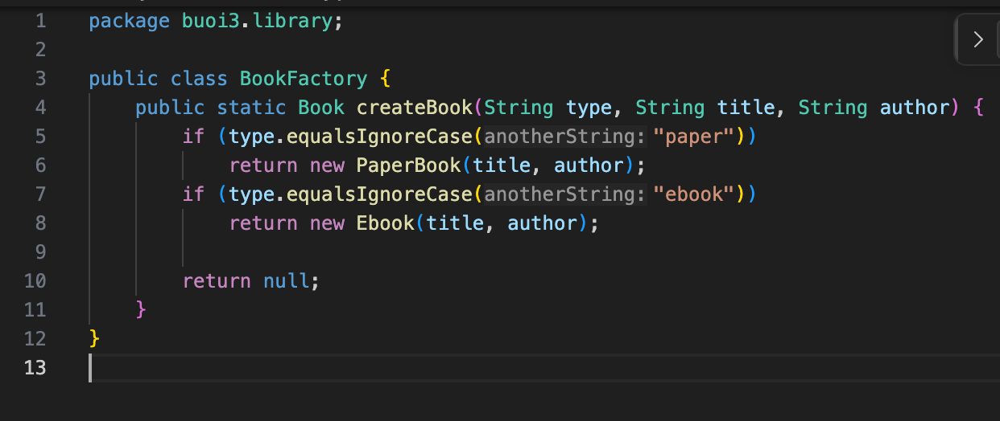 1 package buoi3.library;
2
3 public class BookFactory {
4 public static Book createBook(String type, String title, String author) {
5 if (type.equalsIgnoreCase(anotherString: "paper"))
6 return new PaperBook(title, author);
7 if (type.equalsIgnoreCase(anotherString: "ebook"))
8 return new Ebook(title, author);
9
10 return null;
11 }
12 }
13